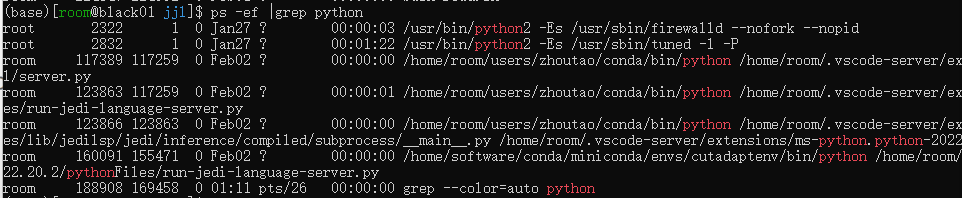 (base)[room@black01 jj1]$ ps -ef |grep python
root 2322 1 0 Jan27 ? 00:00:03 /usr/bin/python2 -Es /usr/sbin/firewalld --nofork --nopid
root 2832 1 0 Jan27 ? 00:01:22 /usr/bin/python2 -Es /usr/sbin/tuned -l -P
room 117389 117259 0 Feb02 ? 00:00:00 /home/room/users/zhoutao/conda/bin/python /home/room/.vscode-server/ex
1/server.py
room 123863 117259 0 Feb02 ? 00:00:01 /home/room/users/zhoutao/conda/bin/python /home/room/.vscode-server/ex
es/run-jedi-language-server.py
room 123866 123863 0 Feb02 ? 00:00:00 /home/room/users/zhoutao/conda/bin/python /home/room/.vscode-server/ex
es/lib/jedilsp/jedi/inference/compiled/subprocess/__main__.py /home/room/.vscode-server/extensions/ms-python.python-2022
room 160091 155471 0 Feb02 ? 00:00:00 /home/software/conda/miniconda/envs/cutadaptenv/bin/python /home/room/
22.20.2/pythonFiles/run-jedi-language-server.py
room 188908 169458 0 01:11 pts/26 00:00:00 grep --color=auto python